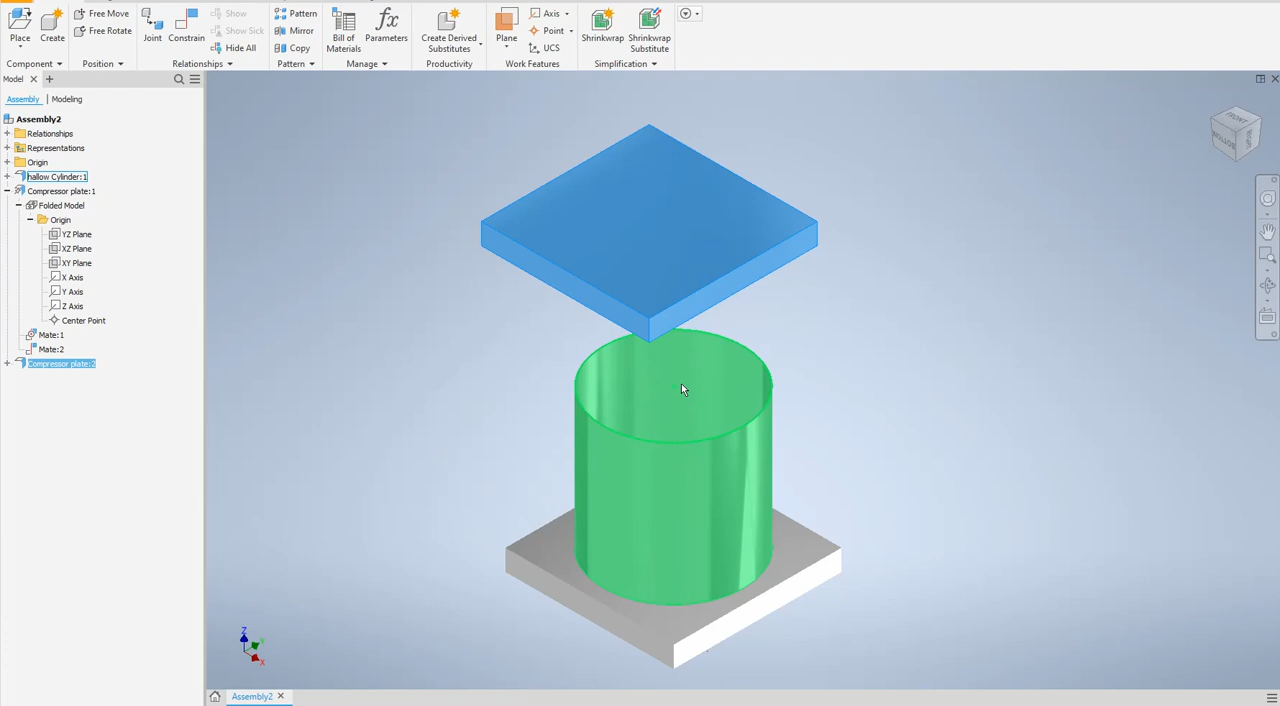 Place
Create
Free Move
Free Rotate
Component
Position
Joint
Constrain
Show
Show Sick
Hide All
Relationships
Pattern
Mirror
Copy
Pattern
Bill of
Materials
fx
Parameters
Manage
Create Derived
Substitutes
Productivity
Plane
Axis
Point
UCS
Work Features
Shrinkwrap
Shrinkwrap
Substitute
Simplification
Model
Assembly | Modeling
Assembly2
Relationships
Representations
Origin
hallow Cylinder:1
Compressor plate:1
Folded Model
Origin
YZ Plane
XZ Plane
XY Plane
X Axis
Y Axis
Z Axis
Center Point
Mate:1
Mate:2
Compressor plate:2
FRONT
BOTTOM
Z
X
Assembly2